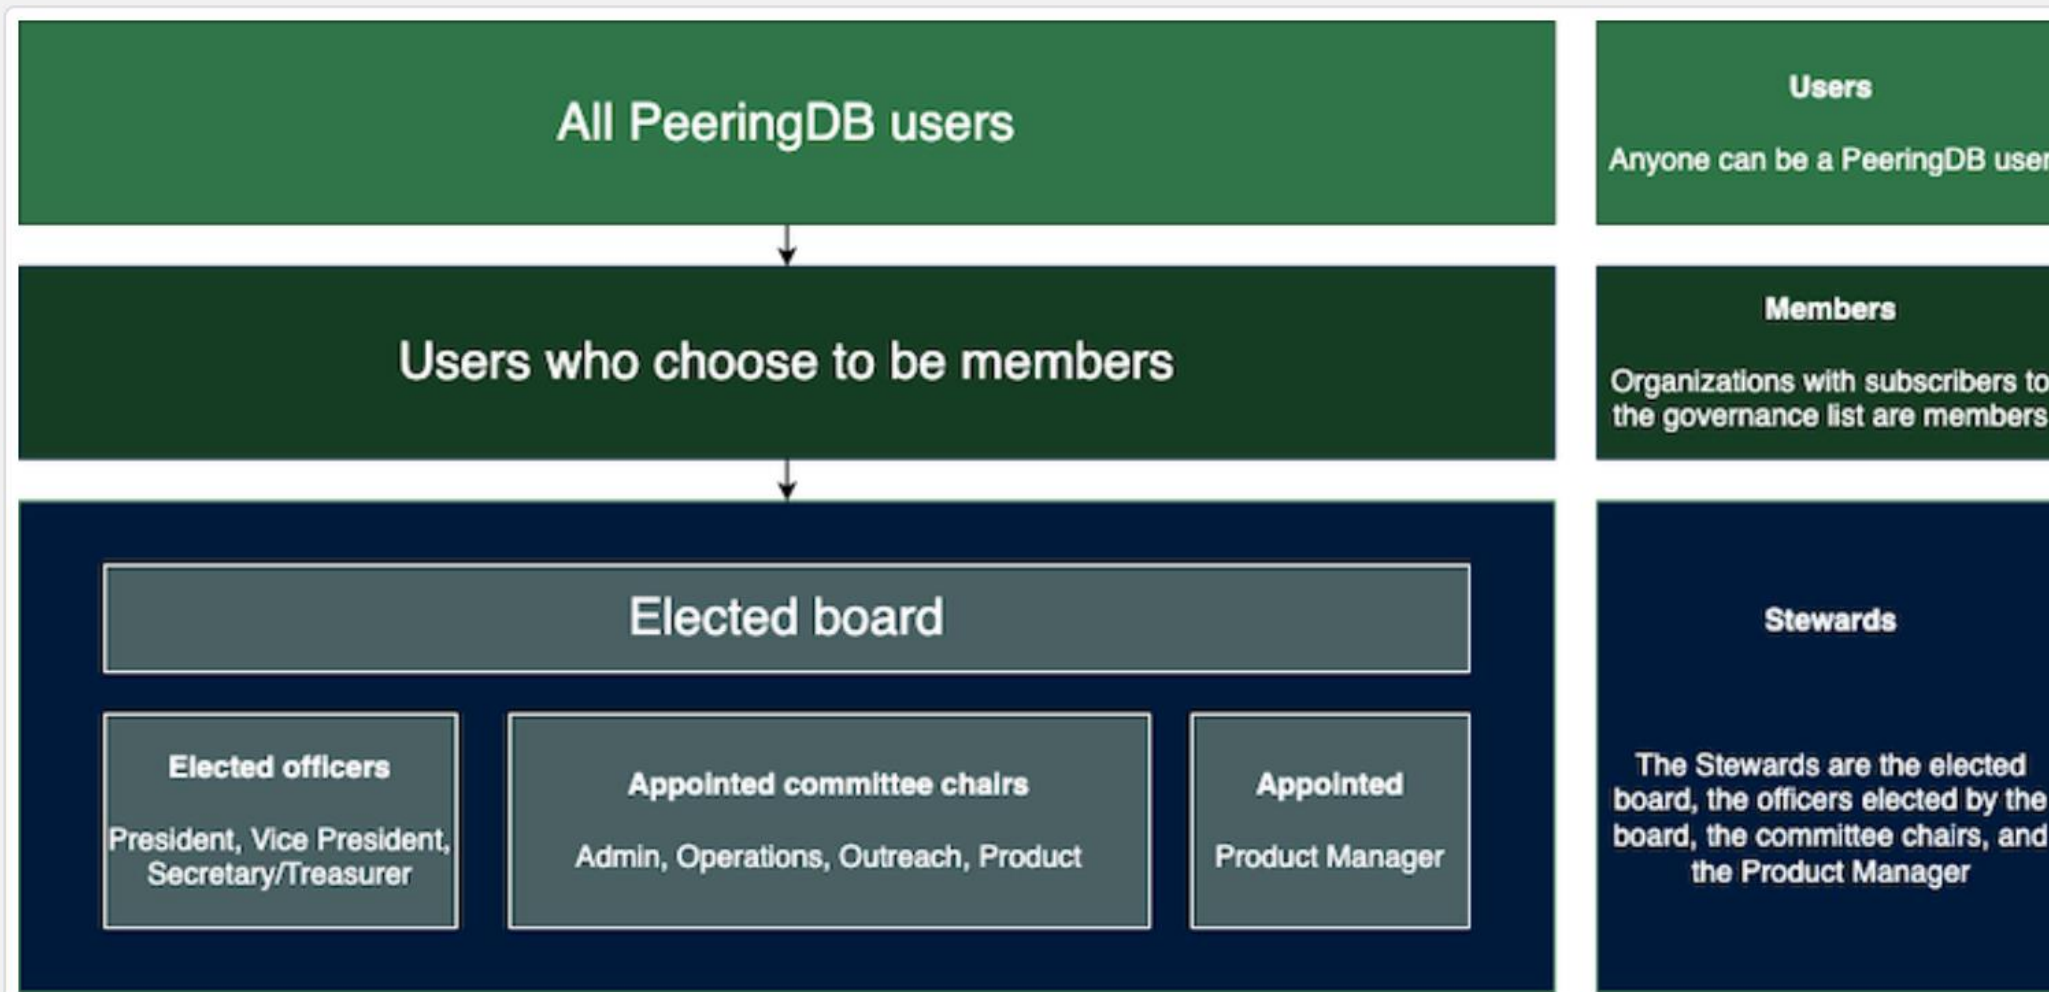 All PeeringDB users
Users
Anyone can be a PeeringDB user
Users who choose to be members
Members
Organizations with subscribers to
the governance list are members
Elected board
Elected officers
President, Vice President,
Secretary/Treasurer
Appointed committee chairs
Admin, Operations, Outreach, Product
Appointed
Product Manager
Stewards
The Stewards are the elected
board, the officers elected by the
board, the committee chairs, and
the Product Manager